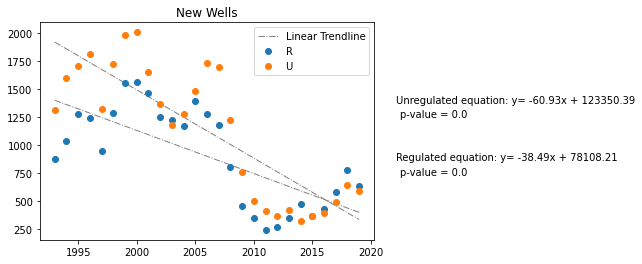 New Wells
Linear Trendline
R
U
2000
1750
1500
1250
1000
750
500
250
1995
2000
2005
2010
2015
2020
Unregulated equation: y= -60.93x + 123350.39
p-value = 0.0
Regulated equation: y= -38.49x + 78108.21
p-value = 0.0